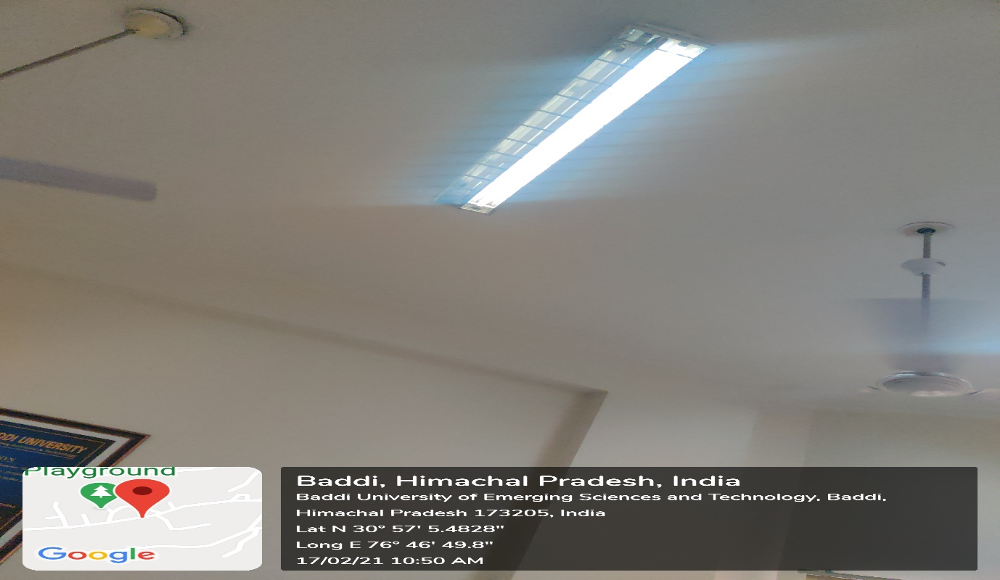 DDI UNIVERSITY
Playground
Google
Baddi, Himachal Pradesh, India
Baddi University of Emerging Sciences and Technology, Baddi,
Himachal Pradesh 173205, India
Lat N 30° 57' 5.4828"
Long E 76° 46' 49.8"
17/02/21 10:50 AM